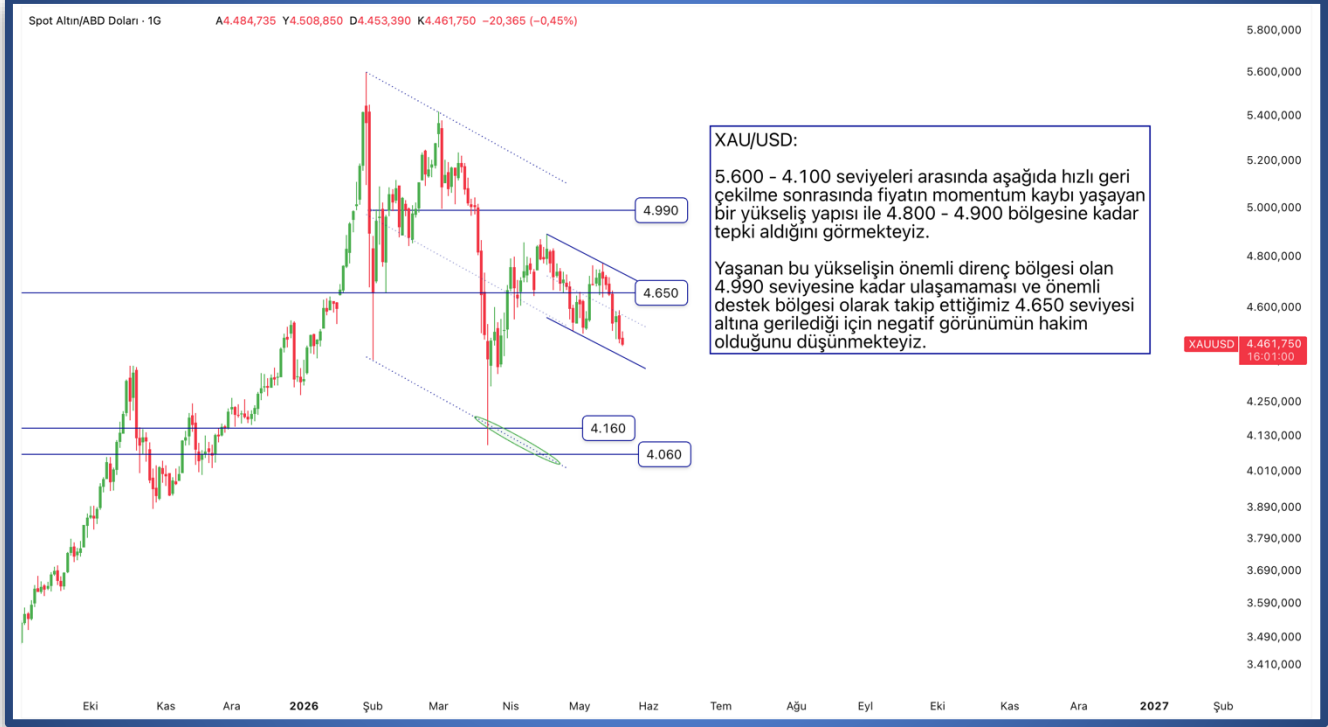 Spot Altın/ABD Doları · 1G A4.484,735 Y4.508,850 D4.453,390 K4.461,750 −20,365 (−0,45%)
5.800,000
5.600,000
5.400,000
5.200,000
5.000,000
4.800,000
4.600,000
XAUUSD 4.461,750
16:01:00
4.250,000
4.130,000
4.010,000
3.890,000
3.790,000
3.690,000
3.590,000
3.490,000
3.410,000
4.990
4.650
4.160
4.060
XAU/USD:
5.600 - 4.100 seviyeleri arasında aşağıda hızlı geri
çekilme sonrasında fiyatın momentum kaybı yaşayan
bir yükseliş yapısı ile 4.800 - 4.900 bölgesine kadar
tepki aldığını görmekteyiz.
Yaşanan bu yükselişin önemli direnç bölgesi olan
4.990 seviyesine kadar ulaşamaması ve önemli
destek bölgesi olarak takip ettiğimiz 4.650 seviyesi
altına gerilediği için negatif görünümün hakim
olduğunu düşünmekteyiz.
Eki Kas Ara 2026 Şub Mar Nis May Haz Tem Ağu Eyl Eki Kas Ara 2027 Şub